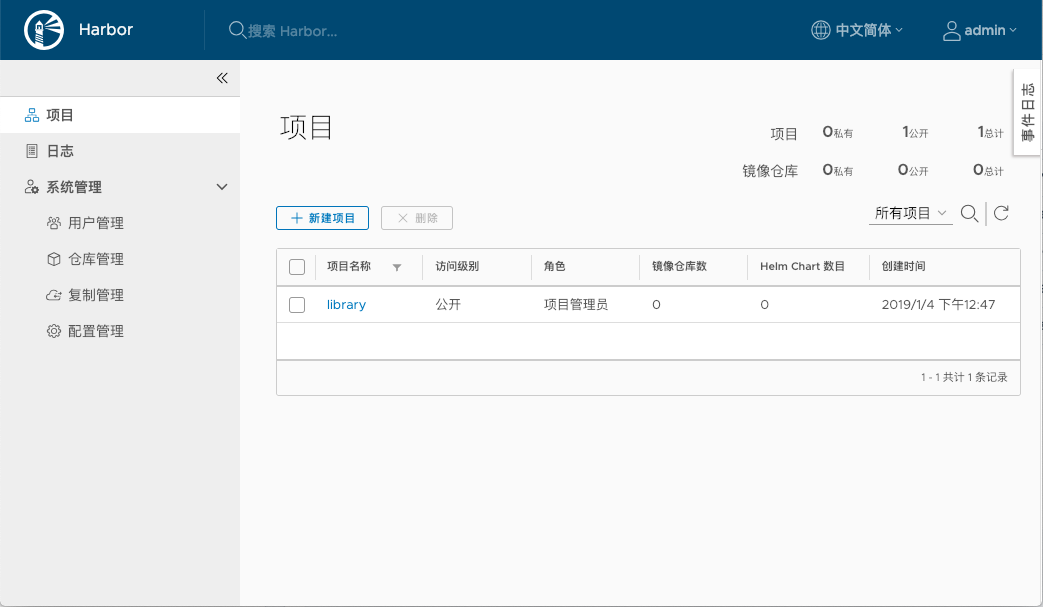 Harbor
搜索 Harbor...
中文简体
admin
项目
日志
系统管理
用户管理
仓库管理
复制管理
配置管理
项目
项目 0私有 1公开 1总计
镜像仓库 0私有 0公开 0总计
事件日志
新建项目 删除 所有项目
项目名称 访问级别 角色 镜像仓库数 Helm Chart 数目 创建时间
library 公开 项目管理员 0 0 2019/1/4 下午12:47
1 - 1 共计 1 条记录